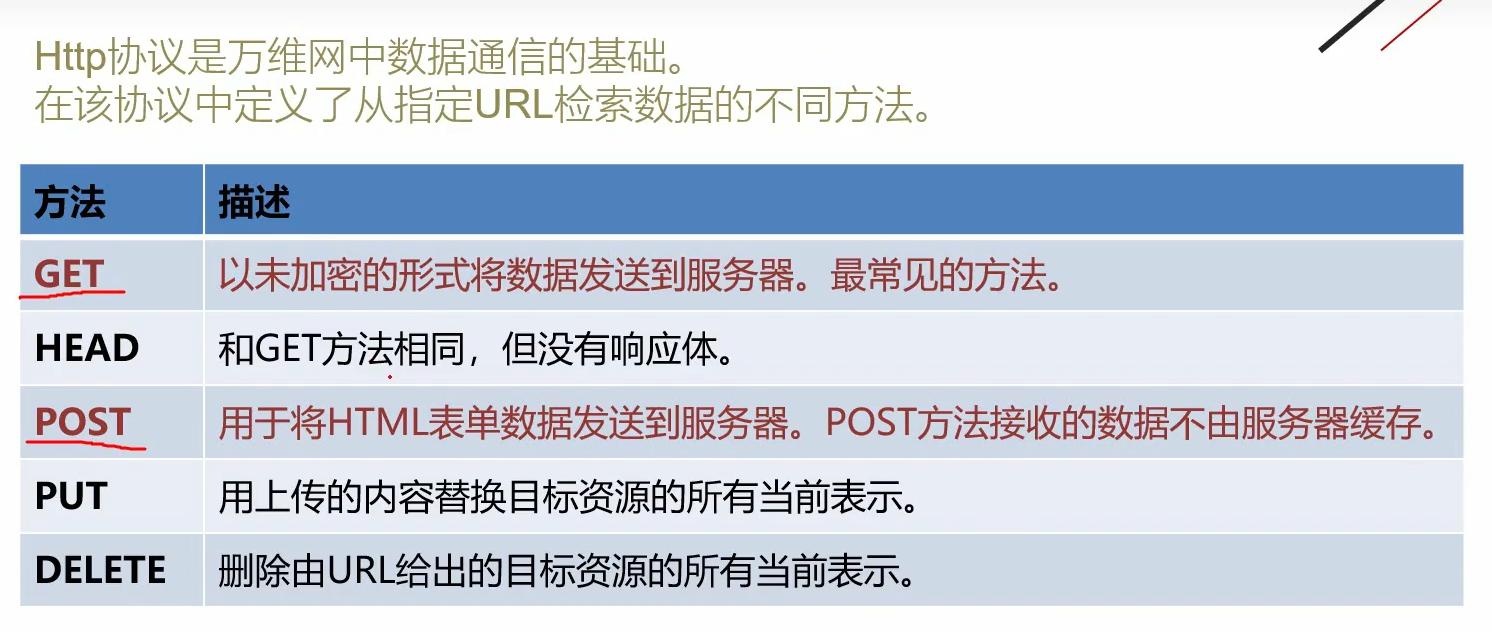 Http协议是万维网中数据通信的基础。
在该协议中定义了从指定URL检索数据的不同方法。
方法 描述
GET 以未加密的形式将数据发送到服务器。最常见的方法。
HEAD 和GET方法相同，但没有响应体。
POST 用于将HTML表单数据发送到服务器。POST方法接收的数据不由服务器缓存。
PUT 用上传的内容替换目标资源的所有当前表示。
DELETE 删除由URL给出的目标资源的所有当前表示。